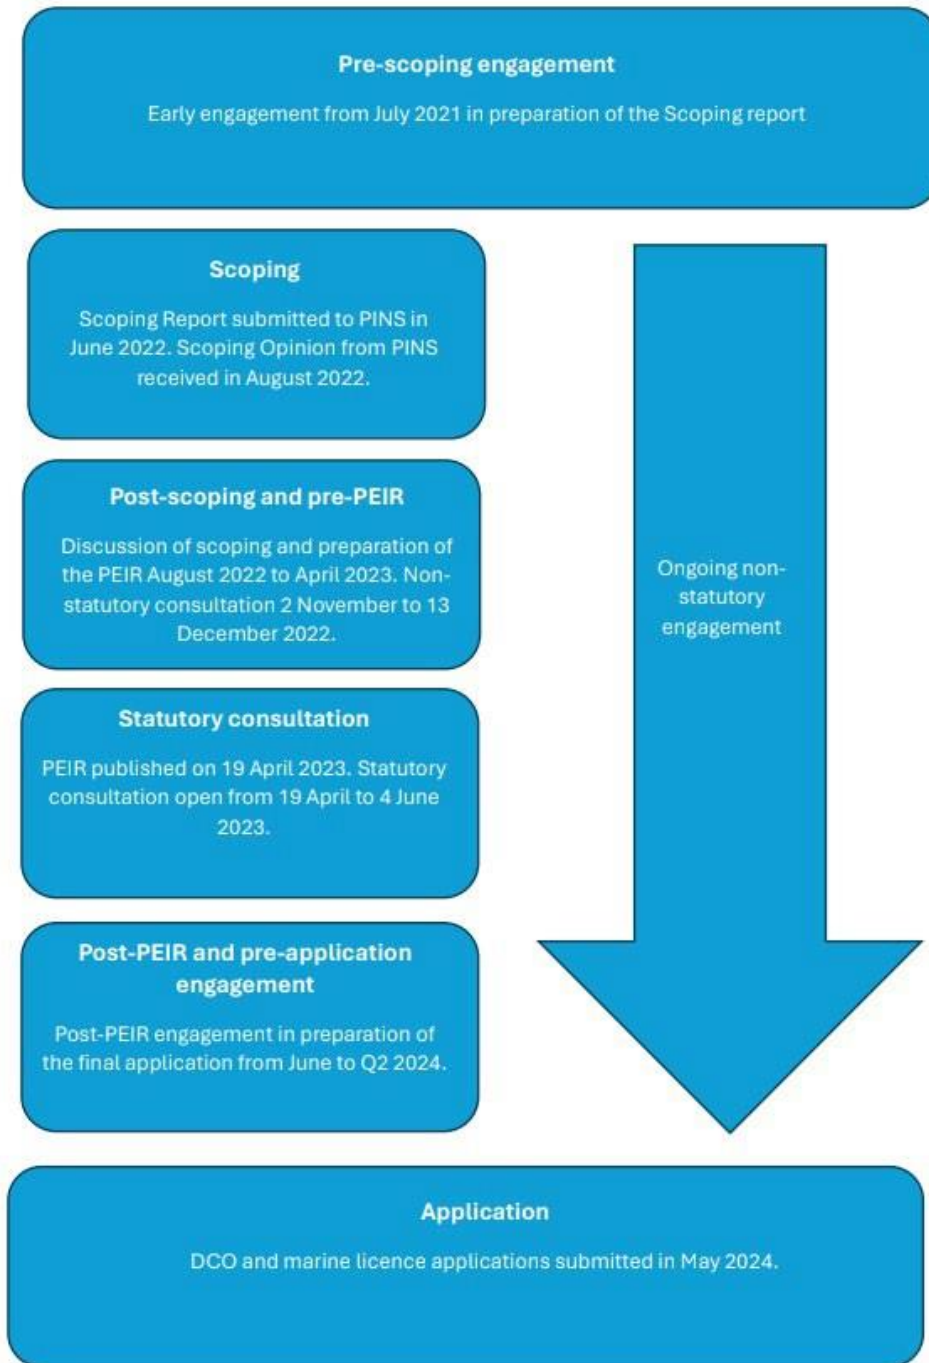 Pre-scoping engagement
Early engagement from July 2021 in preparation of the Scoping report
Scoping
Scoping Report submitted to PINS in
June 2022. Scoping Opinion from PINS
received in August 2022.
Post-scoping and pre-PEIR
Discussion of scoping and preparation of
the PEIR August 2022 to April 2023. Non-
statutory consultation 2 November to 13
December 2022.
Statutory consultation
PEIR published on 19 April 2023. Statutory
consultation open from 19 April to 4 June
2023.
Post-PEIR and pre-application
engagement
Post-PEIR engagement in preparation of
the final application from June to Q2 2024.
Ongoing non-
statutory
engagement
Application
DCO and marine licence applications submitted in May 2024.